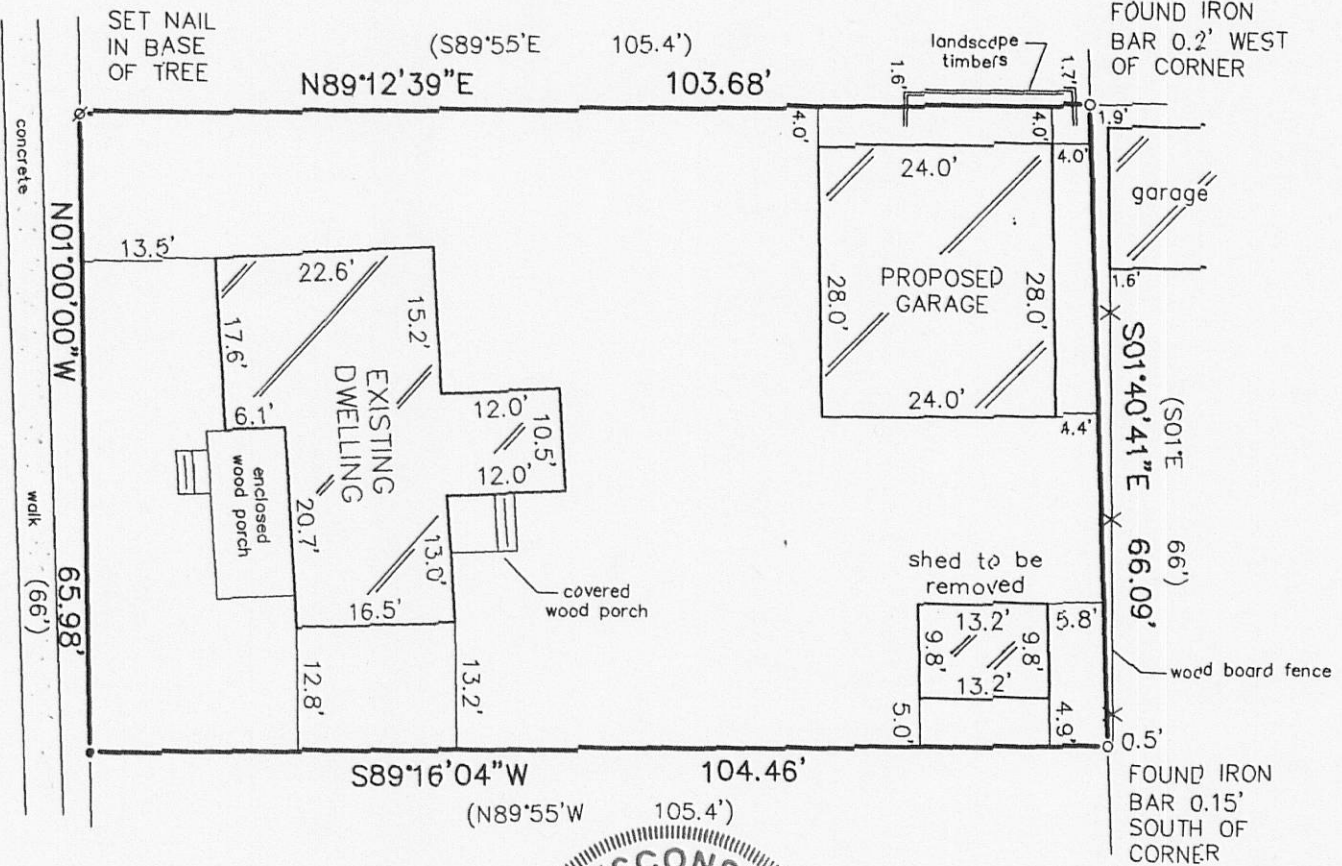 SET NAIL
IN BASE
OF TREE
(S89°55'E 105.4')
N89°12'39"E 103.68'
landscape
timbers
1.6'
1.7'
FOUND IRON
BAR 0.2' WEST
OF CORNER
4.0'
4.0'
1.9'
24.0'
4.0'
garage
concrete
N01°00'00"W
13.5'
22.6'
15.2'
17.6'
28.0'
PROPOSED
GARAGE
28.0'
1.6'
S01°40'41"E 66.09'
(S01°E 66')
EXISTING
DWELLING
6.1'
12.0'
10.5'
12.0'
24.0'
4.4'
enclosed
wood porch
20.7'
13.0'
16.5'
covered
wood porch
walk
(66')
65.98'
shed to be
removed
13.2'
5.8'
9.8'
9.8'
13.2'
wood board fence
12.8'
13.2'
5.0'
4.9'
0.5'
S89°16'04"W 104.46'
(N89°55'W 105.4')
FOUND IRON
BAR 0.15'
SOUTH OF
CORNER